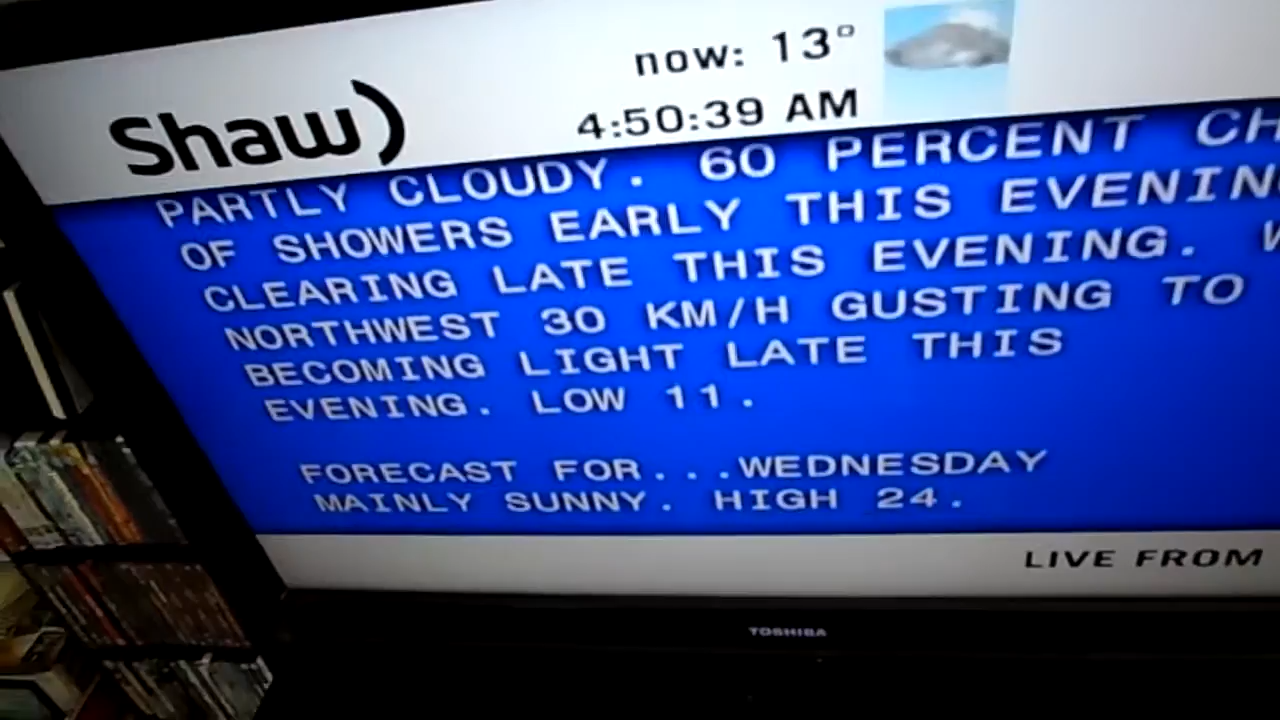 Shaw)
now: 13°
4:50:39 AM
PARTLY CLOUDY. 60 PERCENT
OF SHOWERS EARLY THIS
CLEARING LATE THIS EVENING.
NORTHWEST 30 KM/H GUSTING TO
BECOMING LIGHT LATE THIS
EVENING. LOW 11.
FORECAST FOR...WEDNESDAY
MAINLY SUNNY. HIGH 24.
LIVE FROM
TOSHIBA